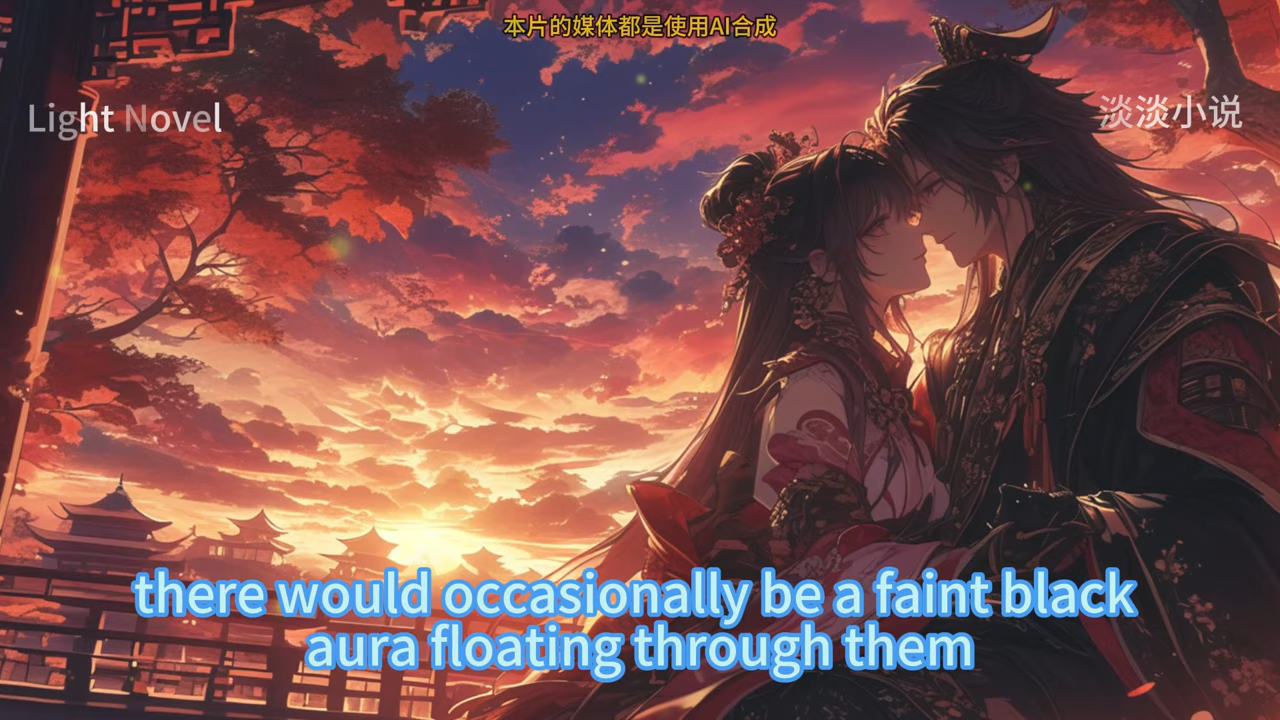 本片的媒体都是使用AI合成
Light Novel
淡淡小说
there would occasionally be a faint black
aura floating through them